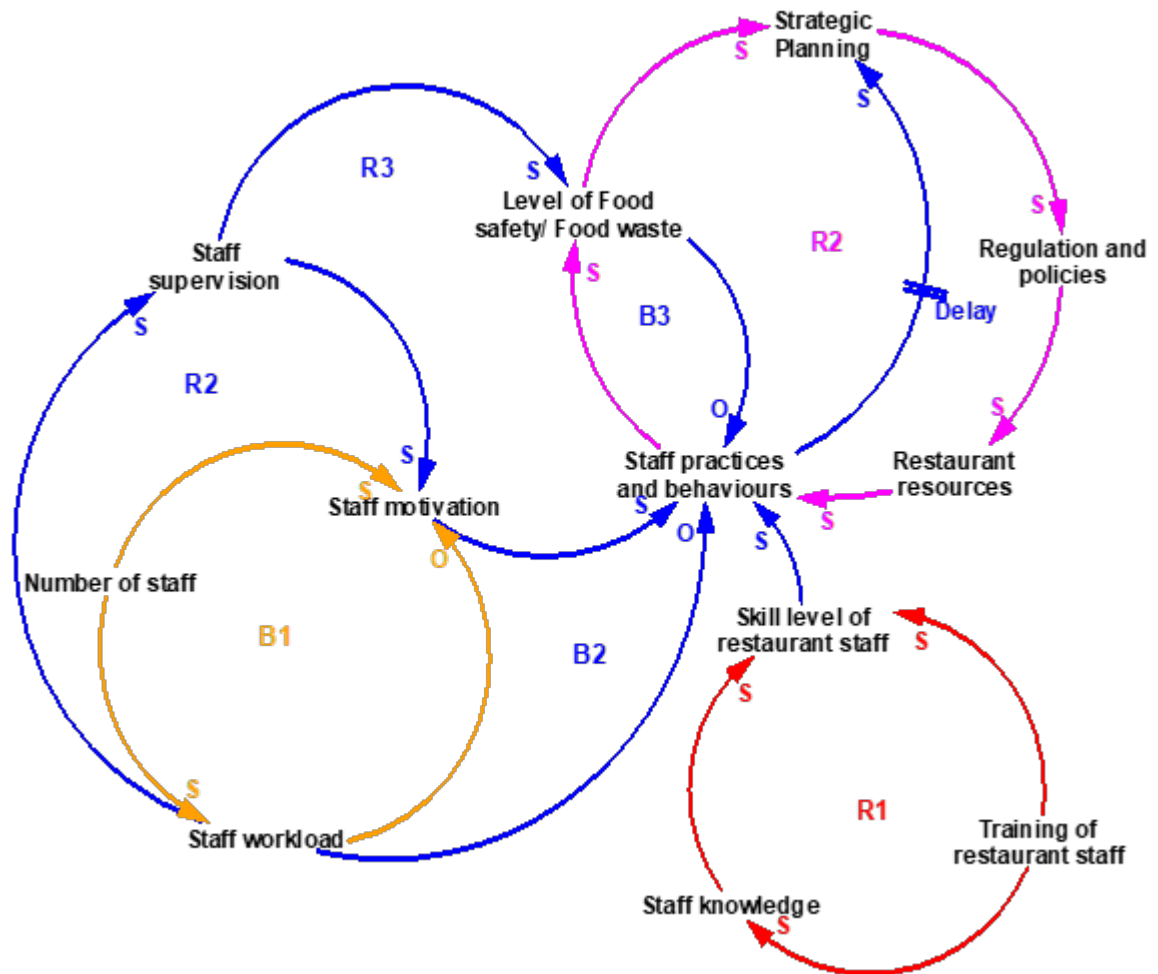 Strategic
Planning
S
S
R3
S
Level of Food
safety/ Food waste
S
R2
S
Regulation and
policies
Staff
supervision
S
B3
Delay
R2
O
S
S
S
Staff motivation
Staff practices
and behaviours
S
O
S
Restaurant
resources
S
O
Number of staff
B1
B2
Skill level of
restaurant staff
S
S
S
Staff workload
R1
Training of
restaurant staff
Staff knowledge
S